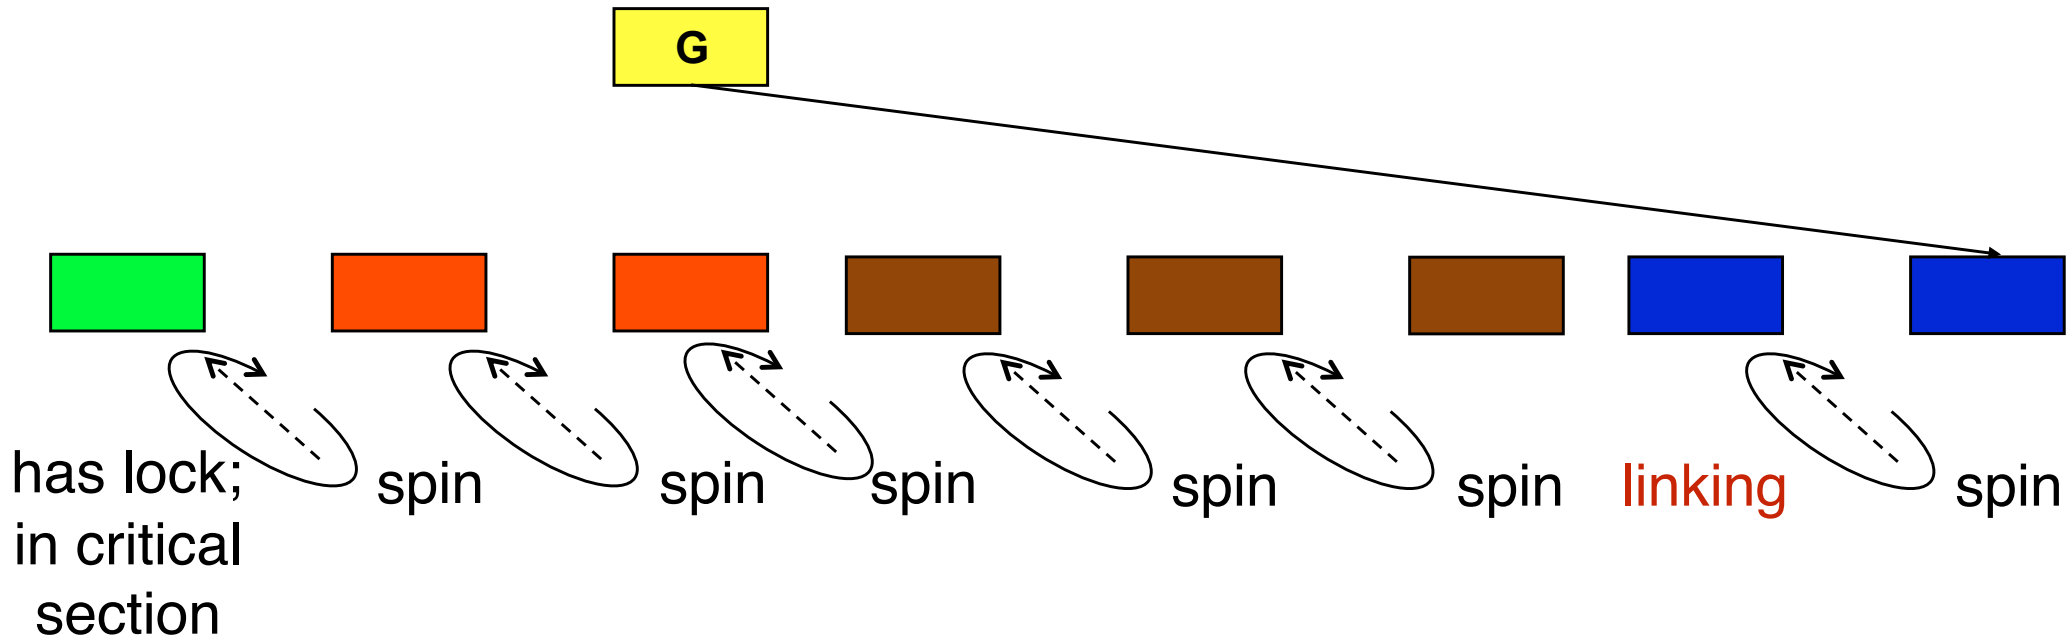 G
has lock;
in critical
section
spin
spin
spin
spin
spin
linking
spin